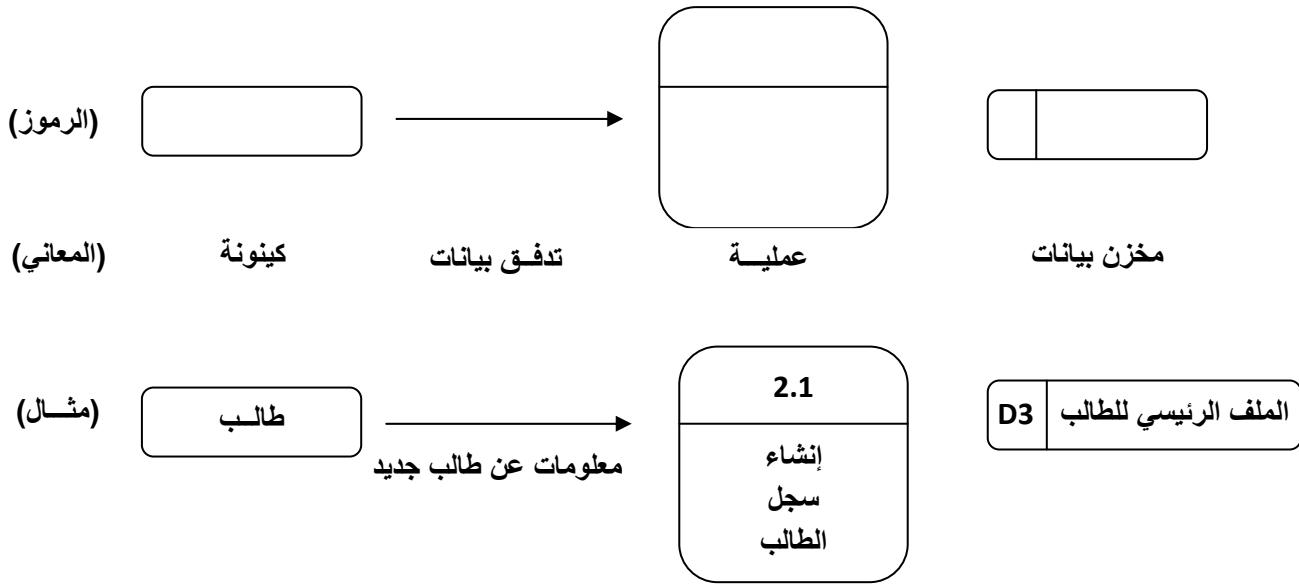 (الرموز)
(المعاني)
كينونة
تدفـق بيانات
عمليـــة
مخزن بيانات
(مثـــال)
طالــب
معلومات عن طالب جديد
2.1
إنشاء
سجل
الطالب
D3
الملف الرئيسي للطالب